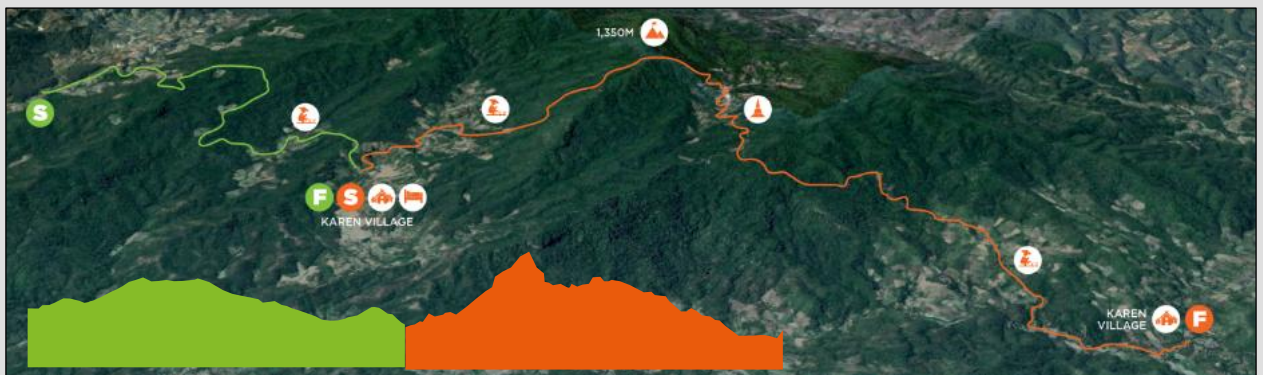 1,350M
S
F S
KAREN VILLAGE
KAREN
VILLAGE
F